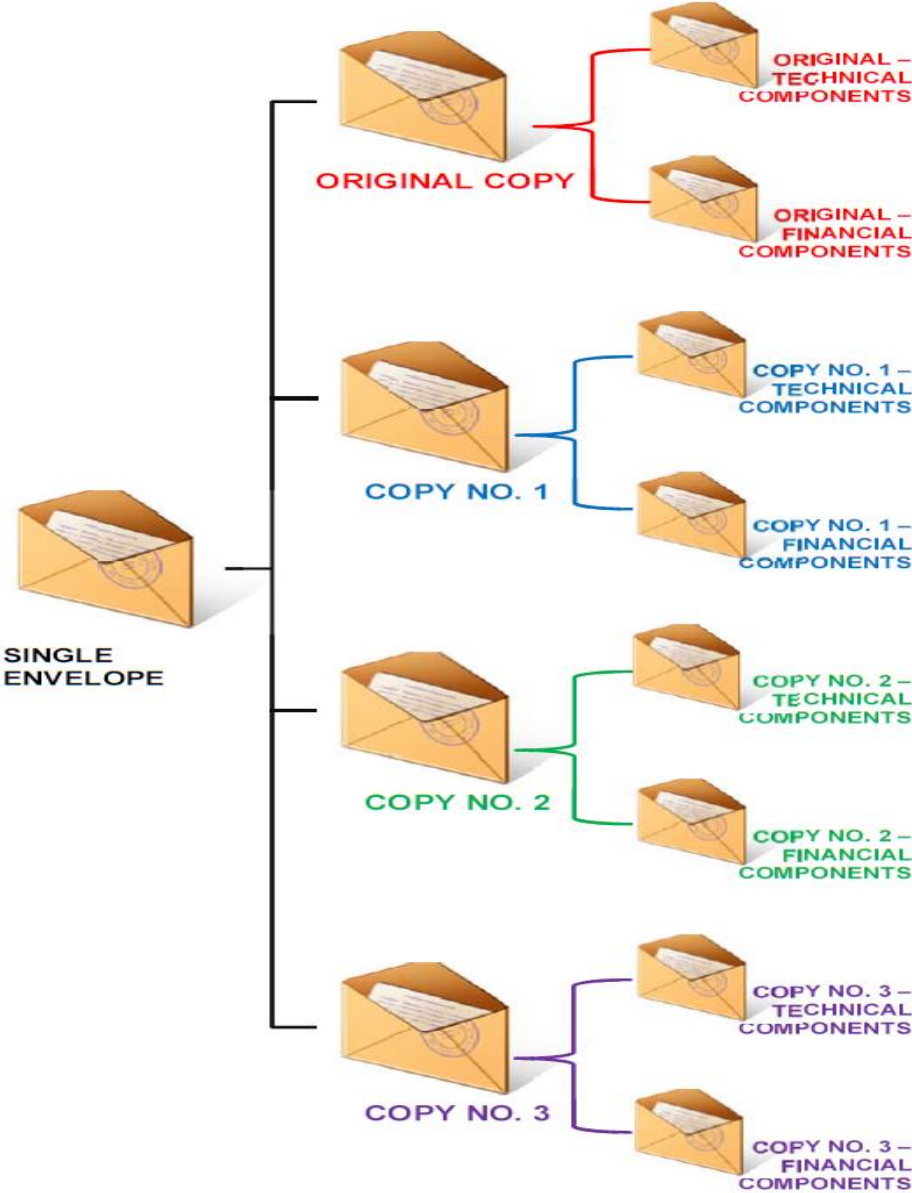 ORIGINAL –
TECHNICAL
COMPONENTS
ORIGINAL COPY
ORIGINAL –
FINANCIAL
COMPONENTS
COPY NO. 1 –
TECHNICAL
COMPONENTS
COPY NO. 1
COPY NO. 1 –
FINANCIAL
COMPONENTS
SINGLE
ENVELOPE
COPY NO. 2 –
TECHNICAL
COMPONENTS
COPY NO. 2
COPY NO. 2 –
FINANCIAL
COMPONENTS
COPY NO. 3 –
TECHNICAL
COMPONENTS
COPY NO. 3
COPY NO. 3 –
FINANCIAL
COMPONENTS